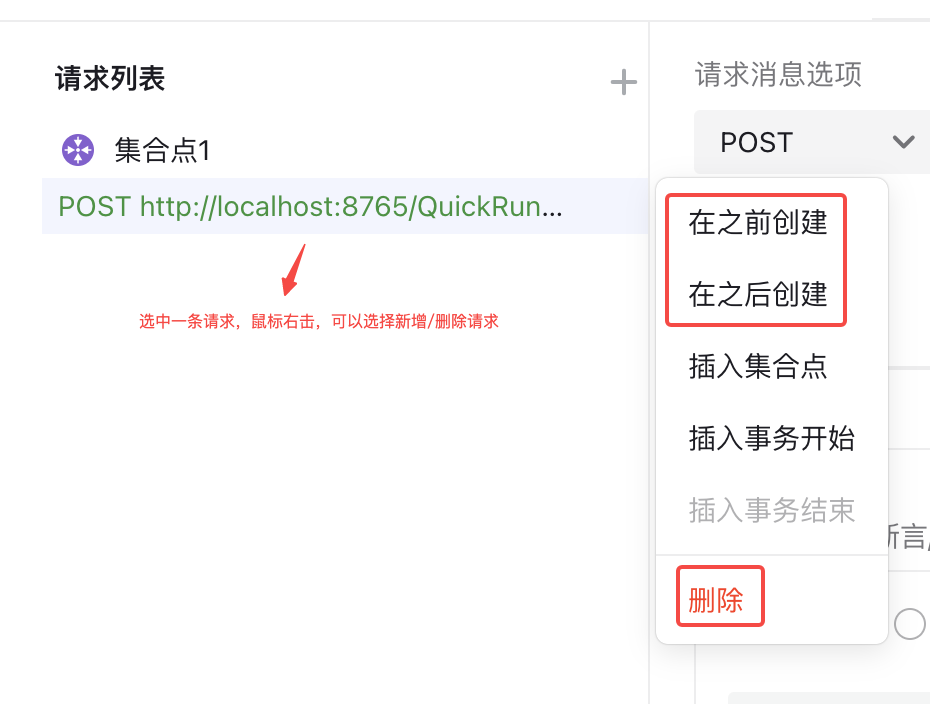 请求列表
集合点1
POST http://localhost:8765/QuickRun...
选中一条请求，鼠标右击，可以选择新增/删除请求
请求消息选项
POST
在之前创建
在之后创建
插入集合点
插入事务开始
插入事务结束
删除